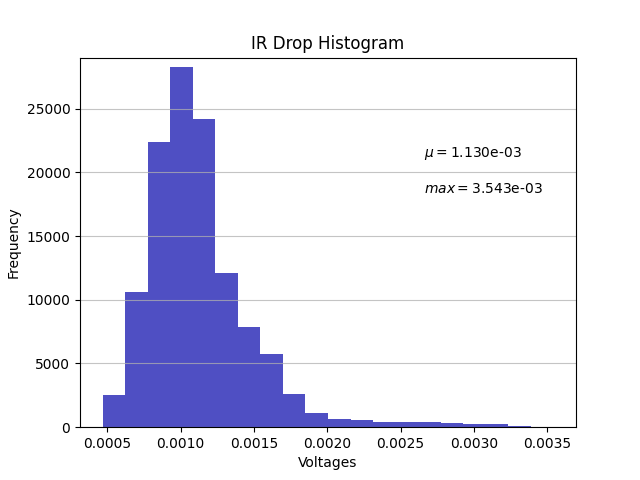 IR Drop Histogram
25000
20000
15000
10000
5000
0
Frequency
μ = 1.130e-03
max = 3.543e-03
0.0005 0.0010 0.0015 0.0020 0.0025 0.0030 0.0035
Voltages